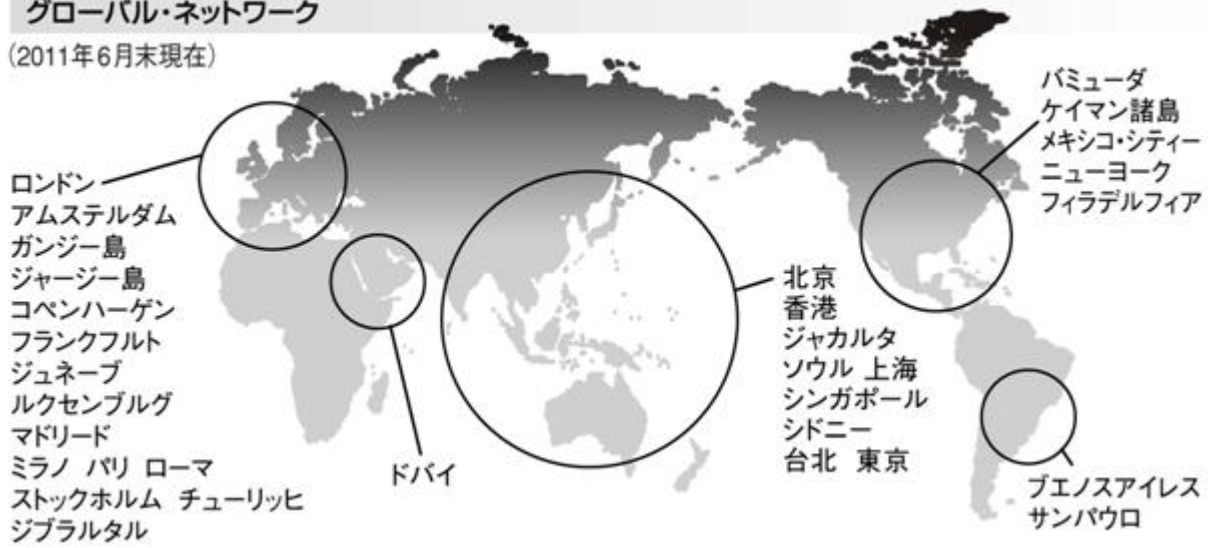 グローバル・ネットワーク
(2011年6月末現在)
ロンドン
アムステルダム
ガンジー島
ジャージー島
コペンハーゲン
フランクフルト
ジュネーブ
ルクセンブルグ
マドリード
ミラノ パリ ローマ
ストックホルム チューリッヒ
ジブラルタル
ドバイ
北京
香港
ジャカルタ
ソウル 上海
シンガポール
シドニー
台北 東京
バミューダ
ケイマン諸島
メキシコ・シティー
ニューヨーク
フィラデルフィア
ブエノスアイレス
サンパウロ